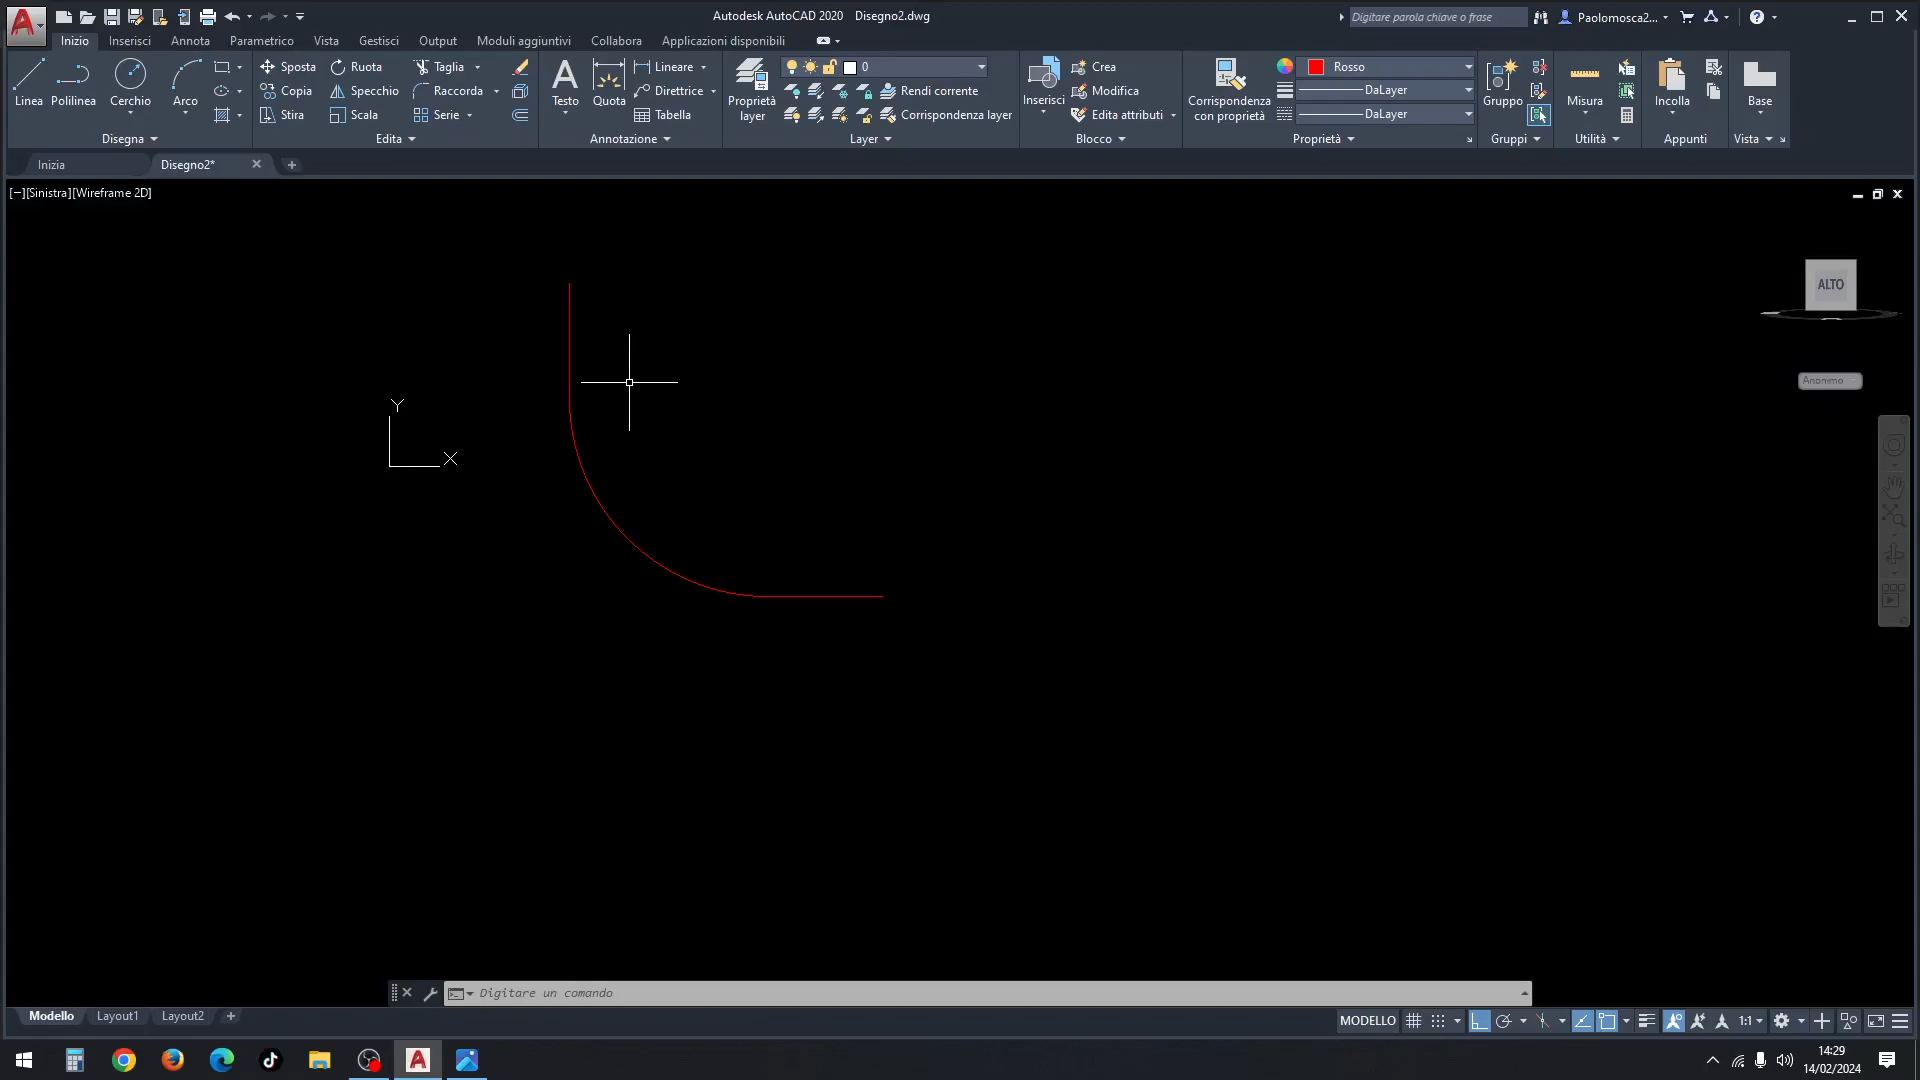 Autodesk AutoCAD 2020 Disegno2.dwg
Digitare parola chiave o frase
Paolomosca2...
Inizio Inserisci Annota Parametrico Vista Gestisci Output Moduli aggiuntivi Collabora Applicazioni disponibili
Linea Polilinea Cerchio Arco
Sposta Ruota Taglia
Copia Specchio Raccorda
Stira Scala Serie
Testo Quota
Lineare
Direttrice
Tabella
Proprietà
layer
0
Rendi corrente
Corrispondenza layer
Inserisci
Crea
Modifica
Edita attributi
Corrispondenza
con proprietà
Rosso
DaLayer
DaLayer
Gruppo
Misura
Incolla
Base
Disegna Edita Annotazione Layer Blocco Proprietà Gruppi Utilità Appunti Vista
Inizia Disegno2*
[−][Sinistra][Wireframe 2D]
ALTO
Anonimo
Y
X
Digitare un comando
Modello Layout1 Layout2 +
MODELLO 1:1
14:29
14/02/2024